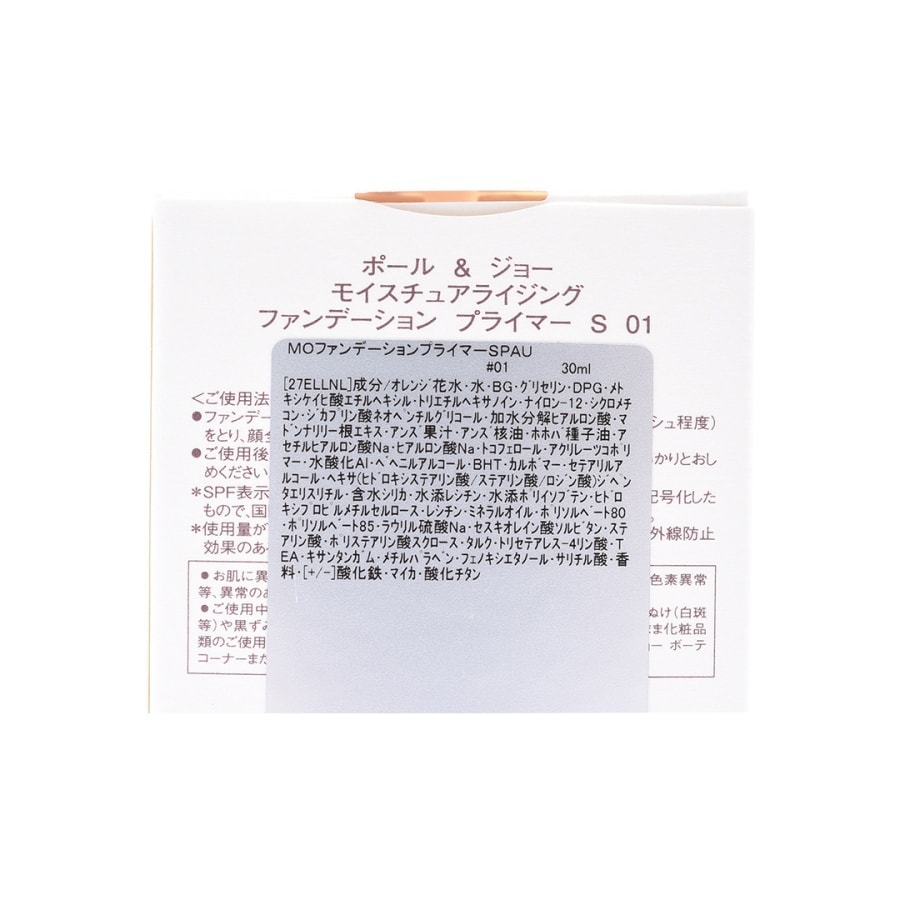 ポール & ジョー
モイスチュアライジング
ファンデーション プライマー S 01
MOファンデーションプライマーSPAU
#01 30ml
[27ELLNL]成分/オレンジ花水・水・BG・グリセリン・DPG・メト
キシケイヒ酸エチルヘキシル・トリエチルヘキサノイン・ナイロン-12・シクロメチ
コン・ジカプリン酸ネオペンチルグリコール・加水分解ヒアルロン酸・マ
ドンナリリー根エキス・アンズ果汁・アンズ核油・ホホバ種子油・ア
セチルヒアルロン酸Na・ヒアルロン酸Na・トコフェロール・アクリレーツコポリ
マー・水酸化Al・ベヘニルアルコール・BHT・カルボマー・セテアリルア
ルコール・ヘキサ(ヒドロキシステアリン酸/ステアリン酸/ロジン酸)ジペン
タエリスリチル・含水シリカ・水添レシチン・水添ポリイソブテン・ヒドロ
キシプロピルメチルセルロース・レシチン・ミネラルオイル・ポリソルベート80
・ポリソルベート85・ラウリル硫酸Na・セスキオレイン酸ソルビタン・ステ
アリン酸・ポリステアリン酸スクロース・タルク・トリセテアレス-4リン酸・T
EA・キサンタンガム・メチルパラベン・フェノキシエタノール・サリチル酸・香
料・[+/-]酸化鉄・マイカ・酸化チタン
<ご使用法
●ファンデー シュ程度)
をとり、顔全
●ご使用後 かりとおし
めください
*SPF表示 記号化した
もので、国 。
*使用量が 外線防止
効果のあ
●お肌に異 色素異常
等、異常のあ
●ご使用中 ぬけ(白斑
等)や黒ずみ ま化粧品
類のご使用 ョー ボーテ
コーナーまた